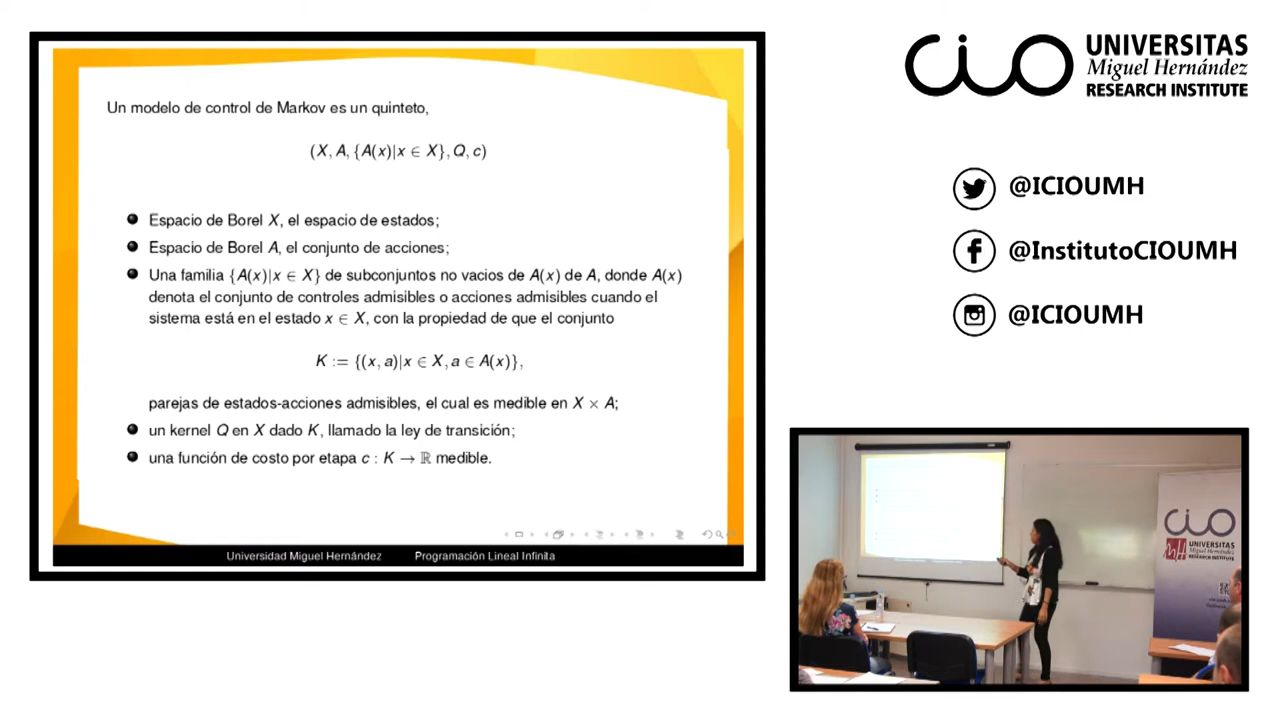 Un modelo de control de Markov es un quinteto,
(X, A, {A(x)|x ∈ X}, Q, c)
Espacio de Borel X, el espacio de estados;
Espacio de Borel A, el conjunto de acciones;
Una familia {A(x)|x ∈ X} de subconjuntos no vacios de A(x) de A, donde A(x)
denota el conjunto de controles admisibles o acciones admisibles cuando el
sistema está en el estado x ∈ X, con la propiedad de que el conjunto
K := {(x, a)|x ∈ X, a ∈ A(x)},
parejas de estados-acciones admisibles, el cual es medible en X × A;
un kernel Q en X dado K, llamado la ley de transición;
una función de costo por etapa c : K → ℝ medible.
Universidad Miguel Hernández Programación Lineal Infinita
CIO
UNIVERSITAS
Miguel Hernández
RESEARCH INSTITUTE
@ICIOUMH
@InstitutoCIOUMH
@ICIOUMH
CIO
UNIVERSITAS
Miguel Hernández
RESEARCH INSTITUTE